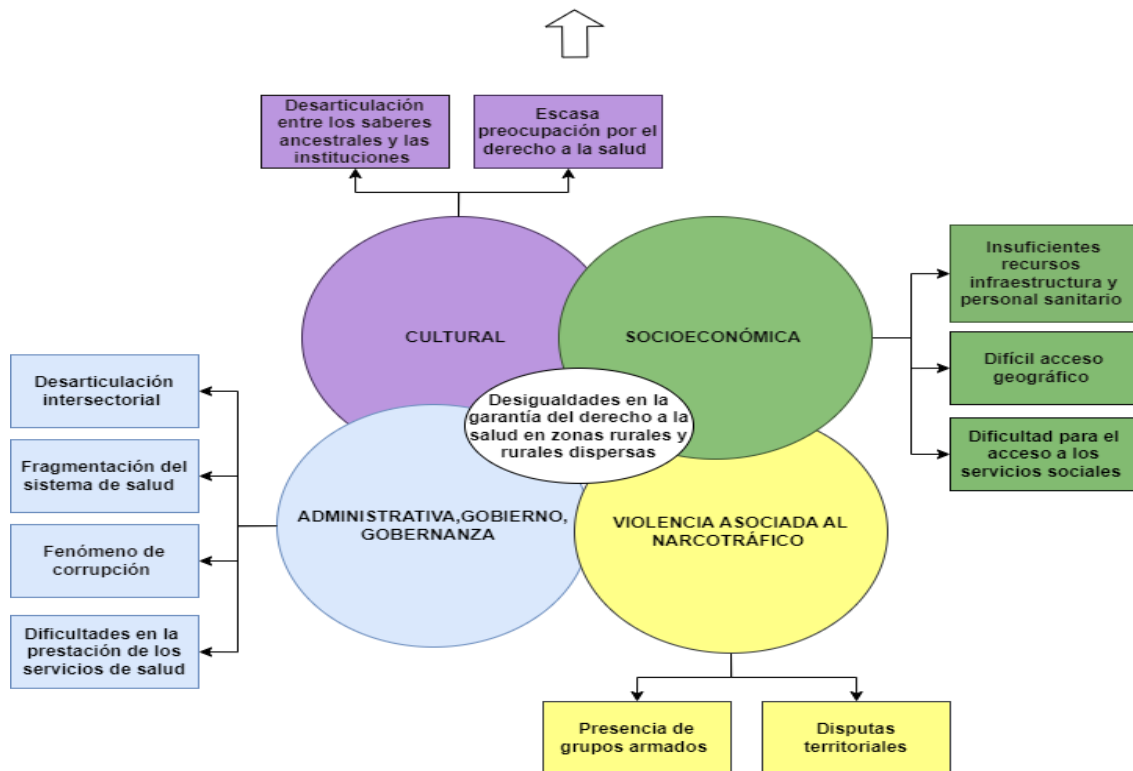 Desarticulación
entre los saberes
ancestrales y las
instituciones
Escasa
preocupación por el
derecho a la salud
CULTURAL
SOCIOECONÓMICA
Insuficientes
recursos
infraestructura y
personal sanitario
Difícil acceso
geográfico
Dificultad para el
acceso a los
servicios sociales
Desigualdades en la
garantía del derecho a la
salud en zonas rurales y
rurales dispersas
Desarticulación
intersectorial
Fragmentación del
sistema de salud
Fenómeno de
corrupción
Dificultades en la
prestación de los
servicios de salud
ADMINISTRATIVA,GOBIERNO,
GOBERNANZA
VIOLENCIA ASOCIADA AL
NARCOTRÁFICO
Presencia de
grupos armados
Disputas
territoriales